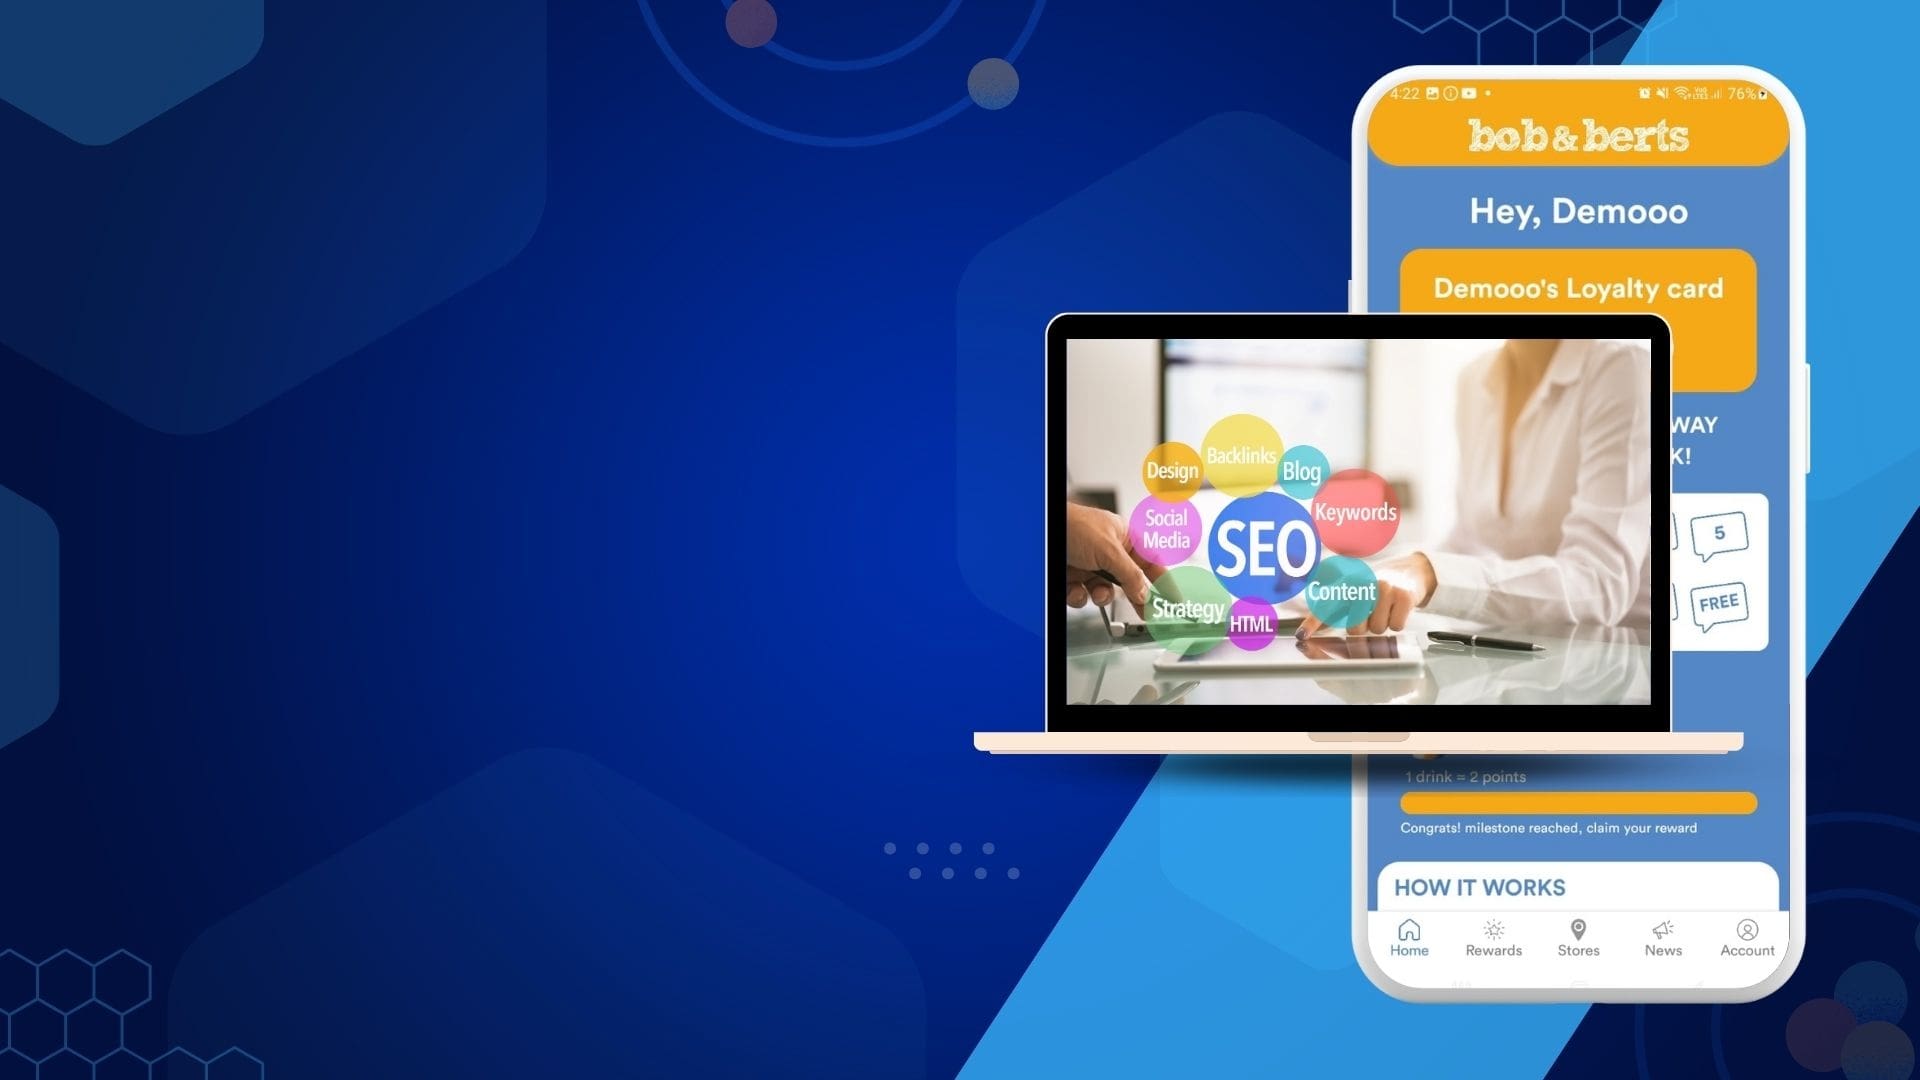 4:22
76%
bob & berts
Hey, Demooo
Demooo's Loyalty card
WAY
K!
5
FREE
Design
Backlinks
Blog
Keywords
Social
Media
SEO
Content
Strategy
HTML
1 drink = 2 points
Congrats! milestone reached, claim your reward
HOW IT WORKS
Home
Rewards
Stores
News
Account